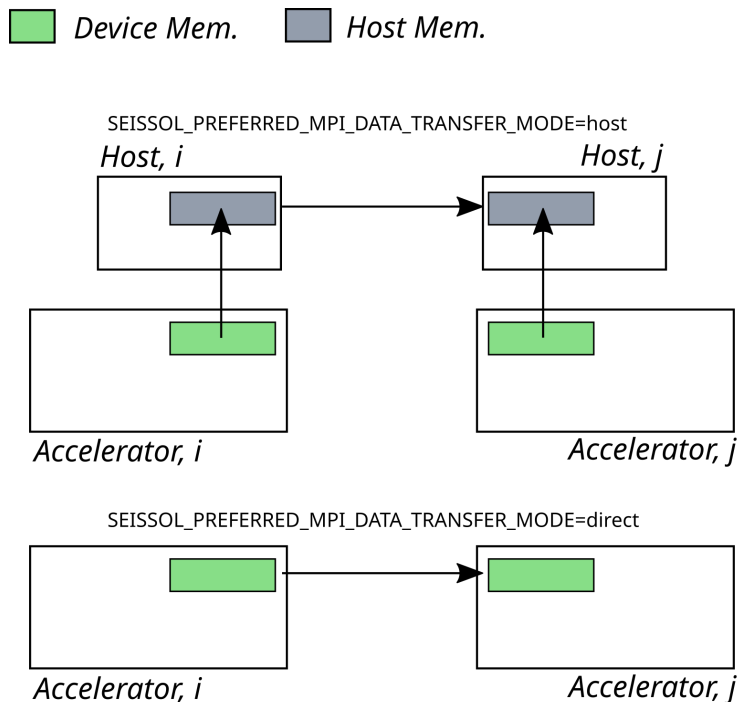 Device Mem.
Host Mem.
SEISSOL_PREFERRED_MPI_DATA_TRANSFER_MODE=host
Host, i
Host, j
Accelerator, i
Accelerator, j
SEISSOL_PREFERRED_MPI_DATA_TRANSFER_MODE=direct
Accelerator, i
Accelerator, j